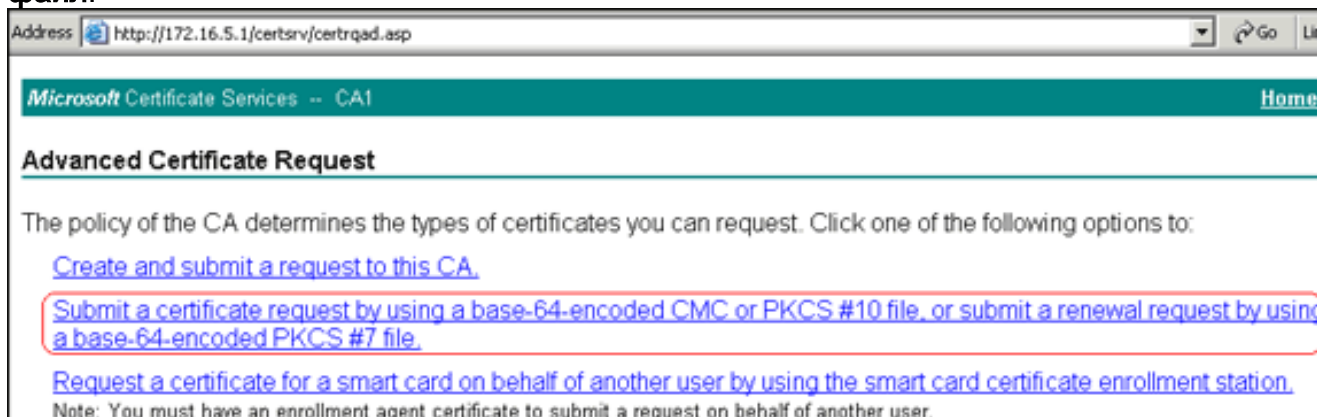 файл.
Address http://172.16.5.1/certsrv/certrqad.asp Go
Microsoft Certificate Services -- CA1 Home
Advanced Certificate Request
The policy of the CA determines the types of certificates you can request. Click one of the following options to:
Create and submit a request to this CA.
Submit a certificate request by using a base-64-encoded CMC or PKCS #10 file, or submit a renewal request by using
a base-64-encoded PKCS #7 file.
Request a certificate for a smart card on behalf of another user by using the smart card certificate enrollment station.
Note: You must have an enrollment agent certificate to submit a request on behalf of another user.